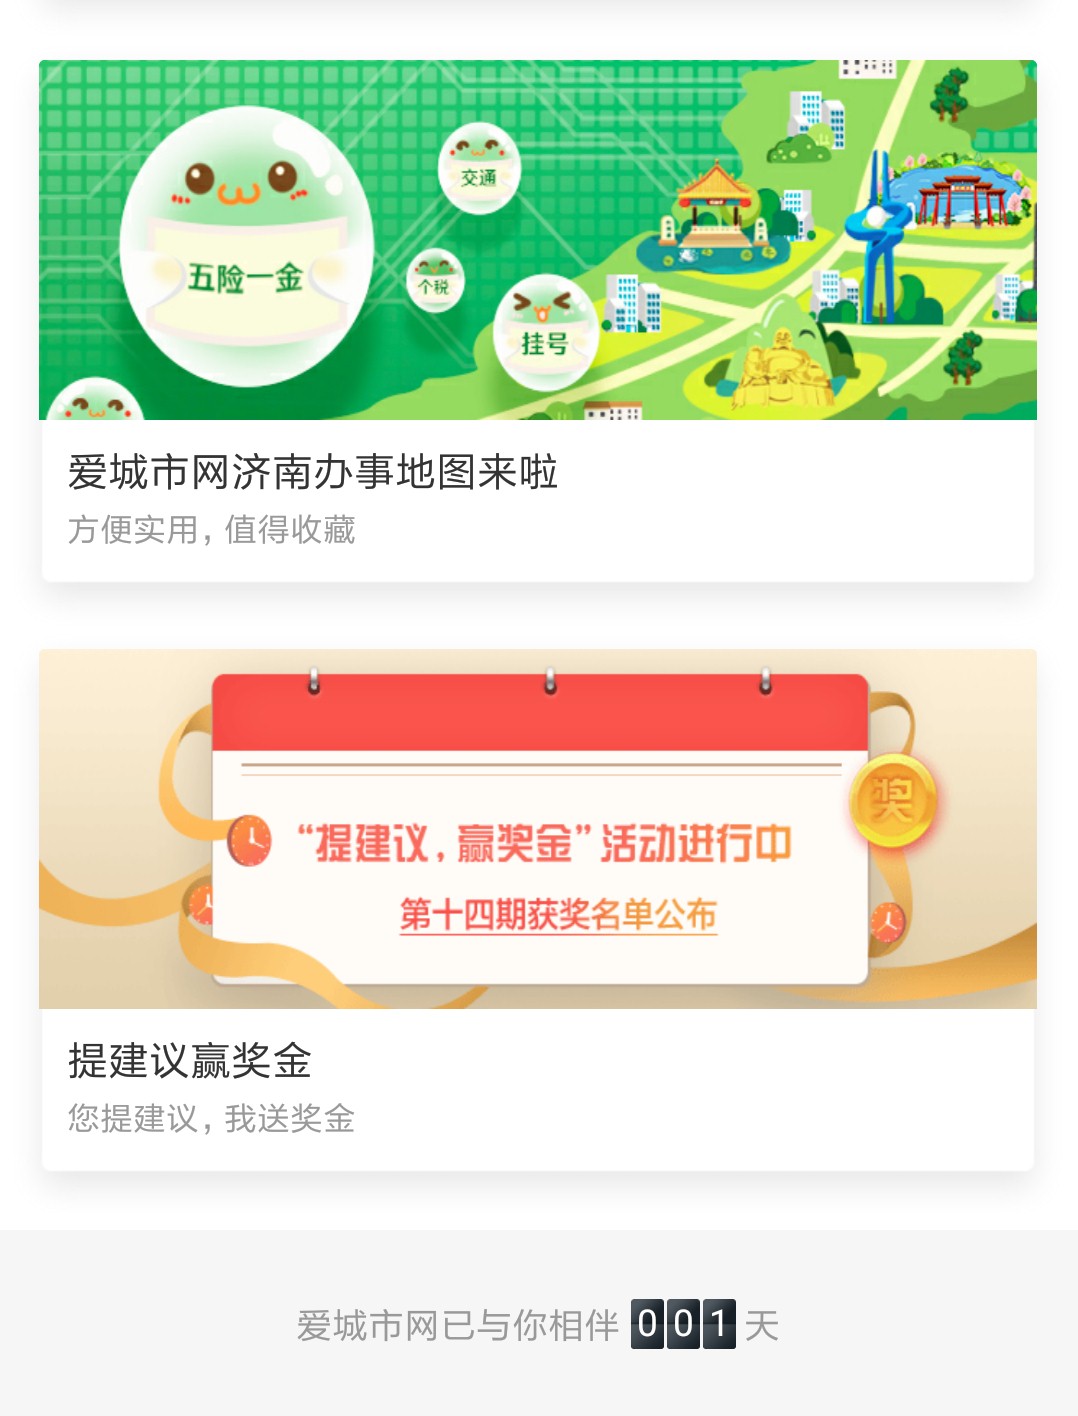 交通
五险一金
个税
挂号
爱城市网济南办事地图来啦
方便实用，值得收藏
奖
“提建议，赢奖金”活动进行中
第十四期获奖名单公布
提建议赢奖金
您提建议，我送奖金
爱城市网已与你相伴 001 天